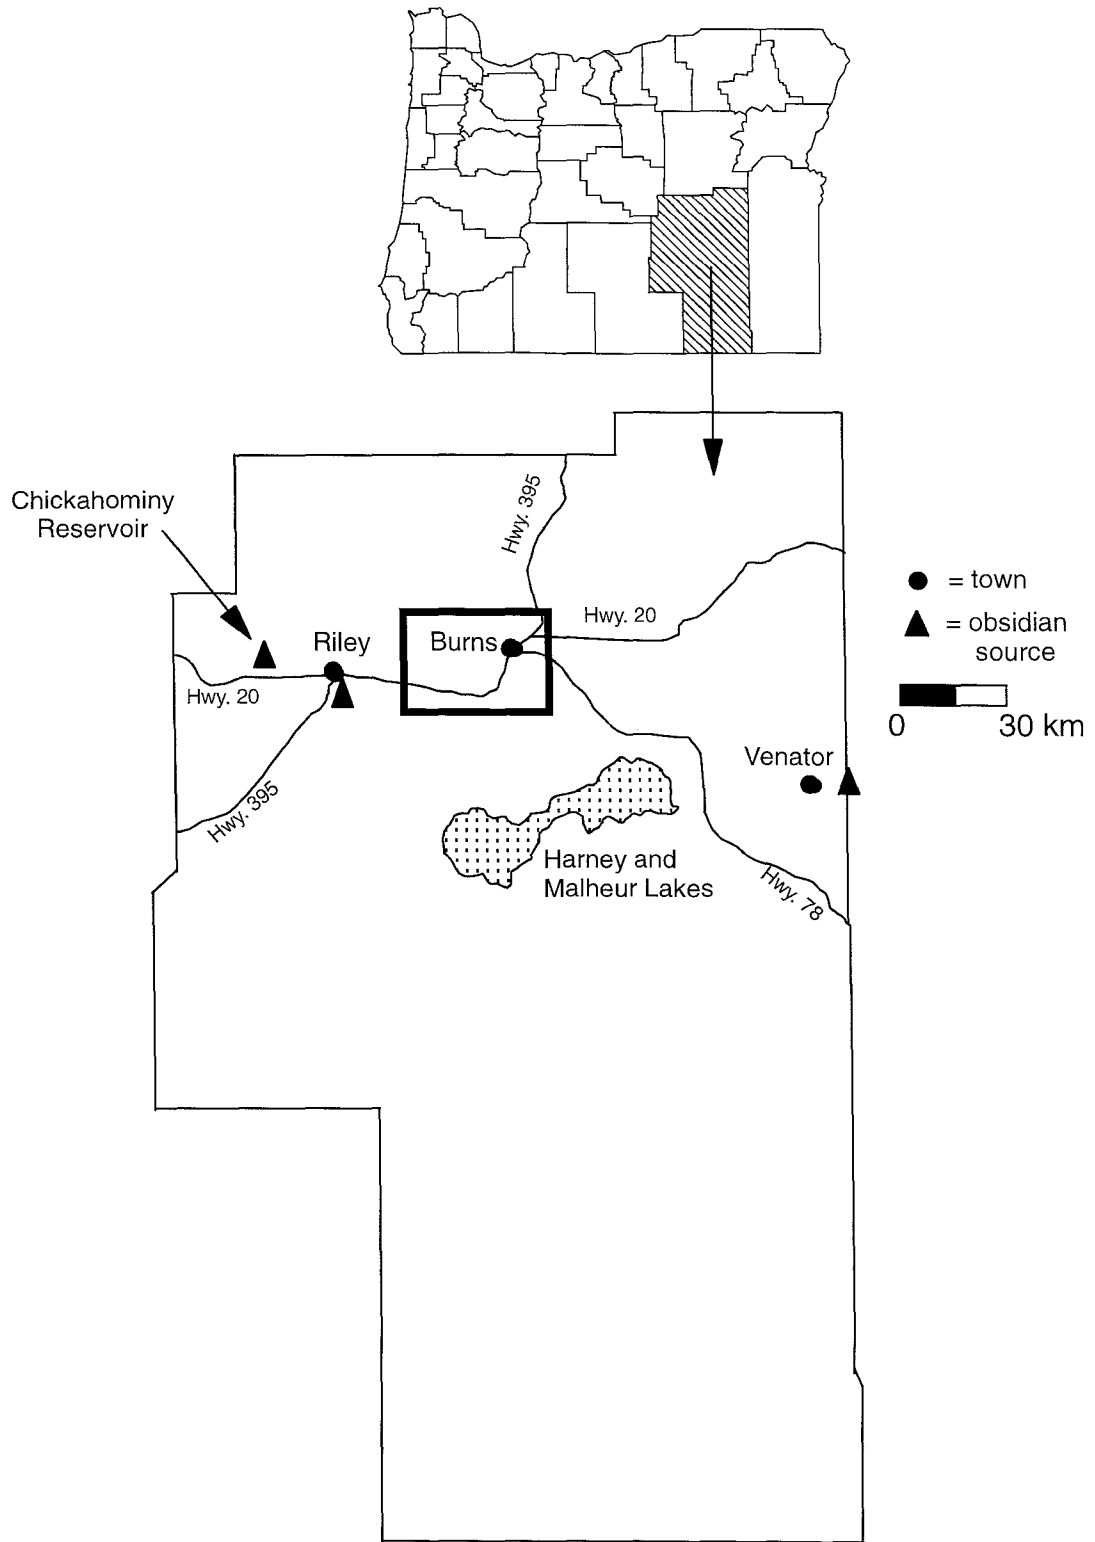 Chickahominy
Reservoir
Hwy. 395
= town
= obsidian
source
Hwy. 20
Riley
Burns
Hwy. 20
0
30 km
Venator
Hwy. 395
Harney and
Malheur Lakes
Hwy. 78